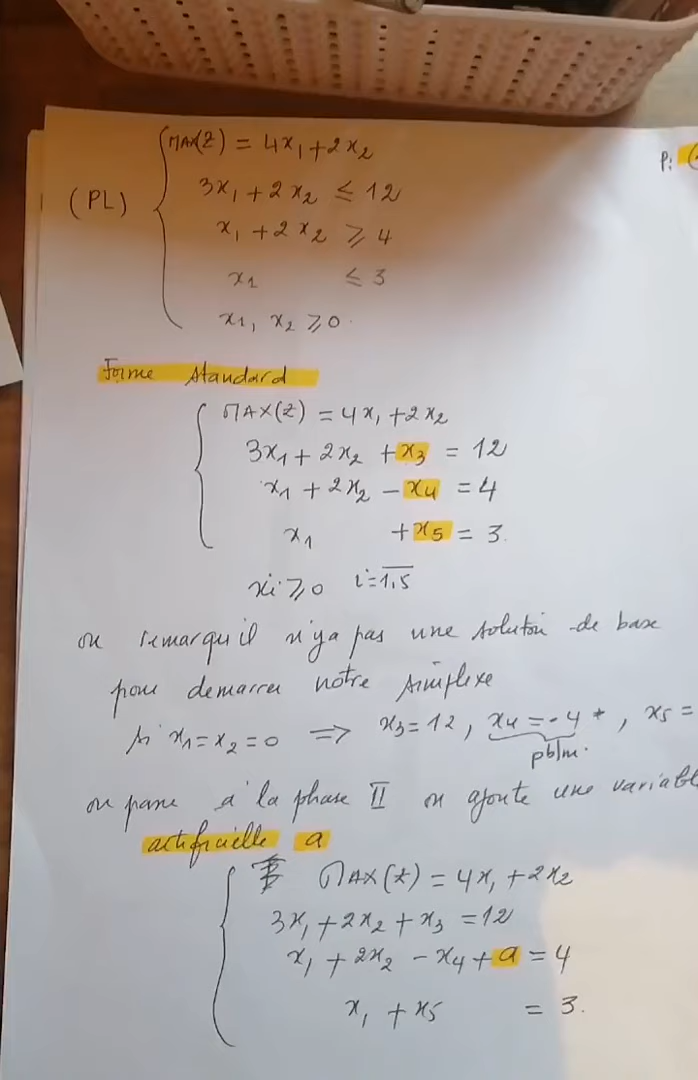 MAX(Z) = 4x₁ + 2x₂
P:
(PL)
3x₁ + 2x₂ ≤ 12
x₁ + 2x₂ ≥ 4
x₁ ≤ 3
x₁, x₂ ≥ 0.
Forme standard
MAX(Z) = 4x₁ + 2x₂
3x₁ + 2x₂ + x₃ = 12
x₁ + 2x₂ − x₄ = 4
x₁ + x₅ = 3.
xi ≥ 0 i = 1,5
on remarqu il n'ya pas une solution de base
pour demarrer notre simplexe
si x₁ = x₂ = 0 ⇒ x₃ = 12, x₄ = -4 *, x₅ =
pblm.
on passe a la phase II on ajoute une variabl
artificielle a
MAX(Z) = 4x₁ + 2x₂
3x₁ + 2x₂ + x₃ = 12
x₁ + 2x₂ − x₄ + a = 4
x₁ + x₅ = 3.